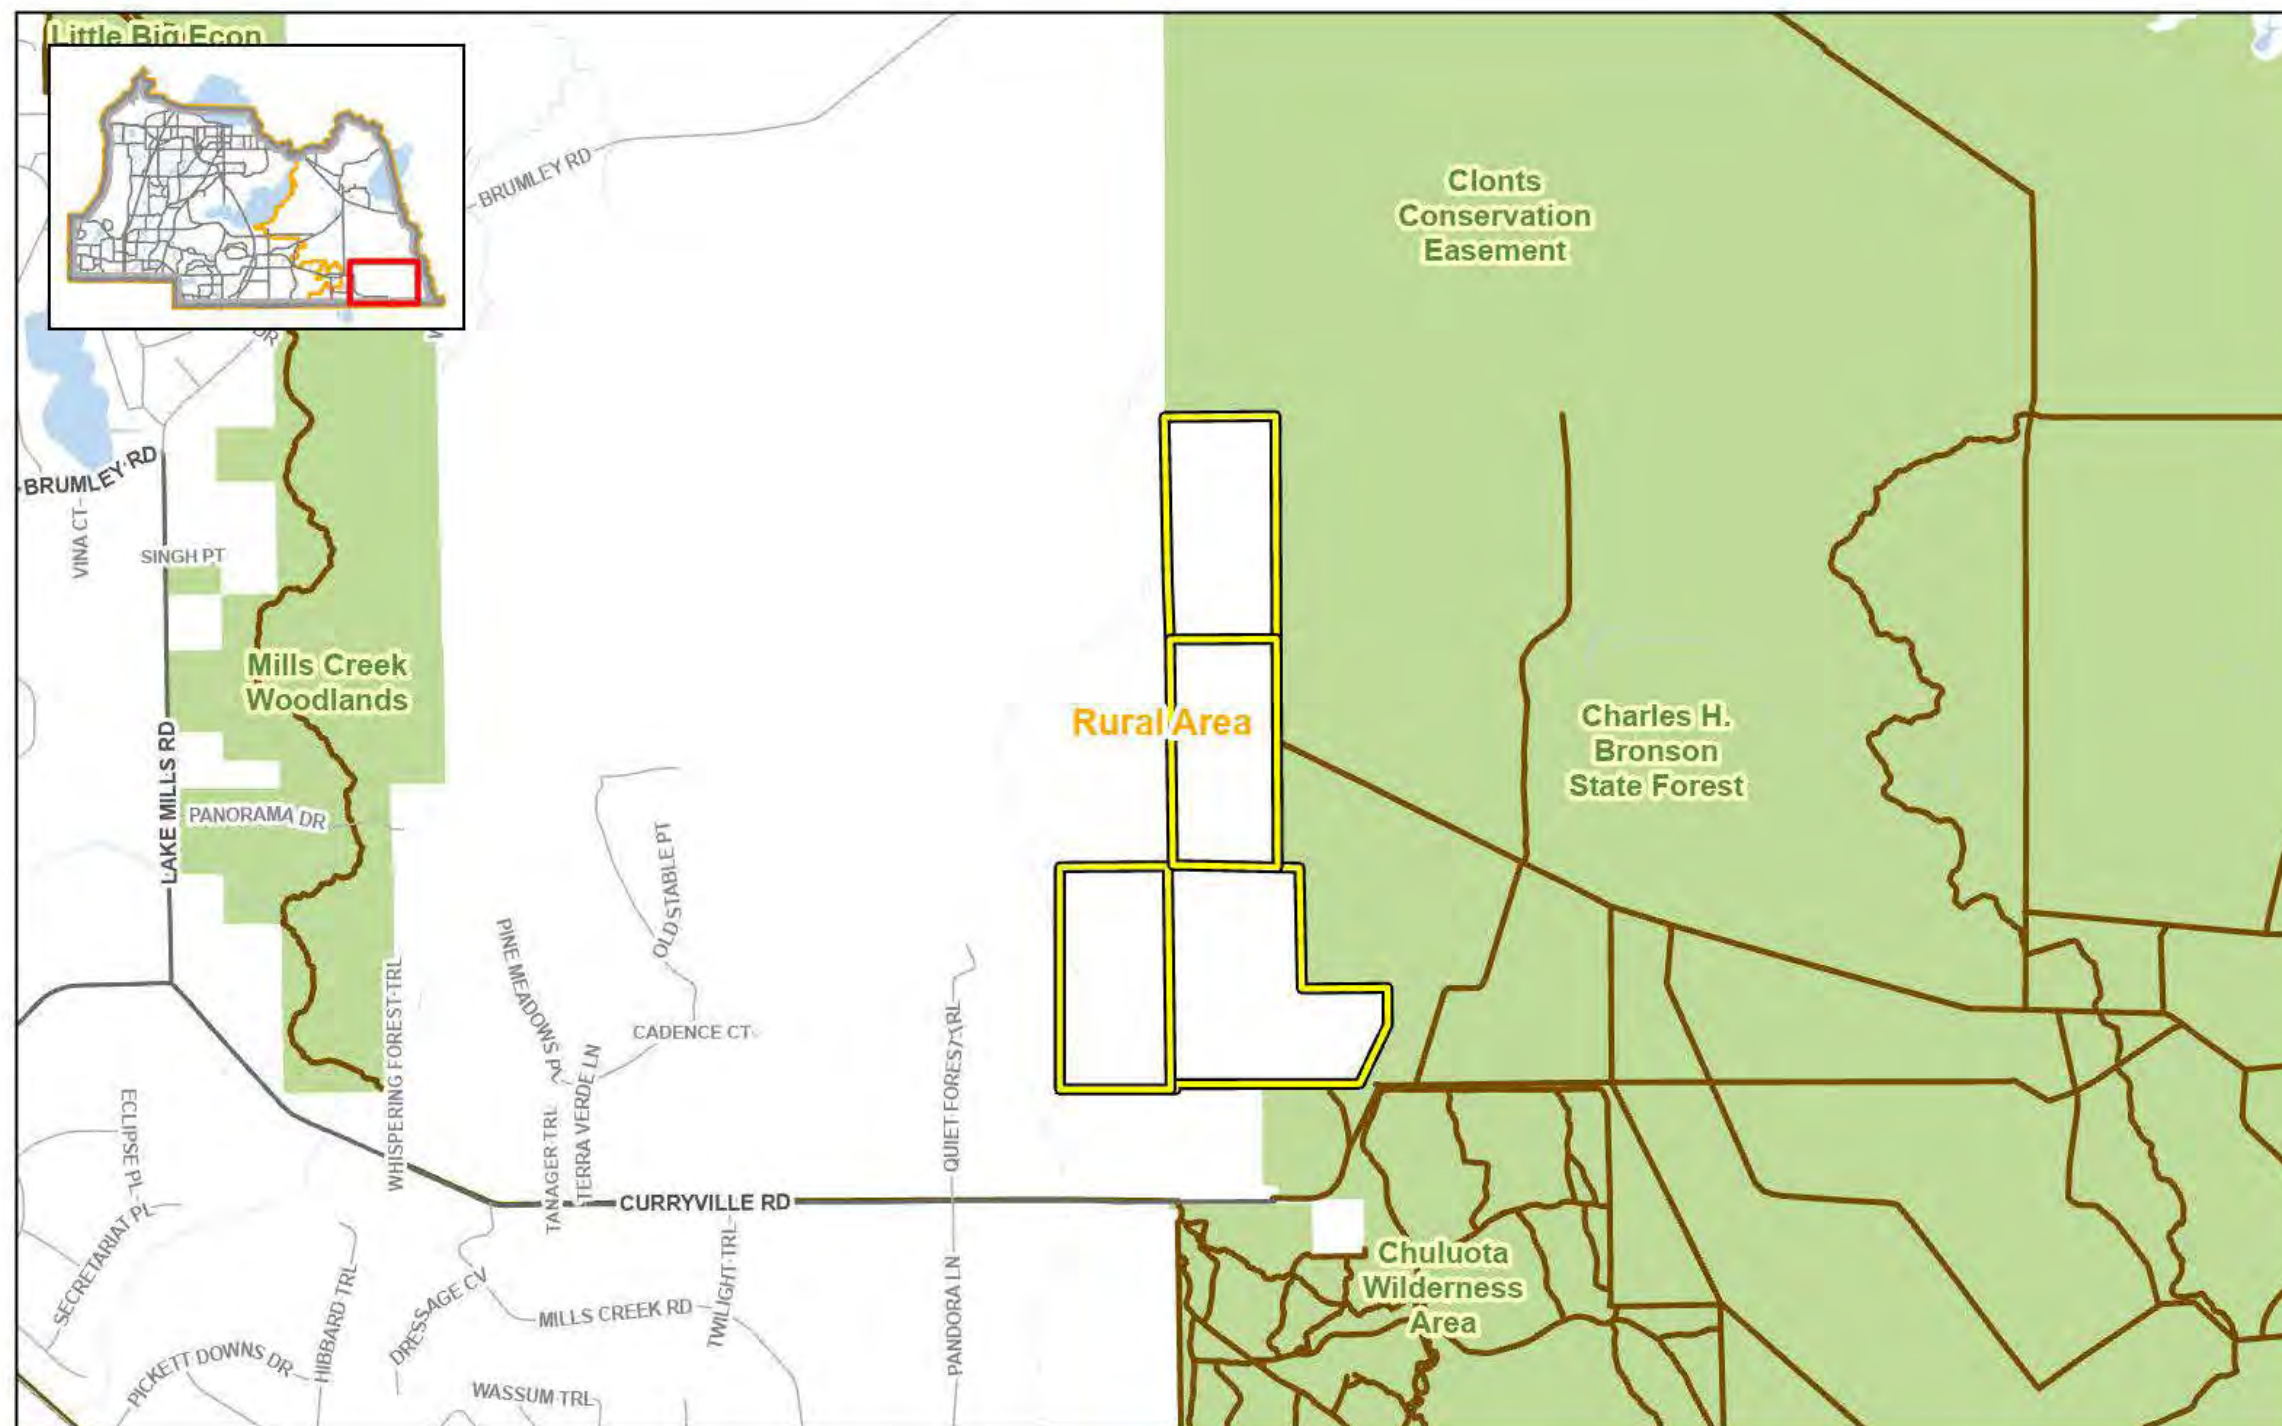 Little Big Econ
BRUMLEY RD
Clonts
Conservation
Easement
DR
BRUMLEY RD
VINA CT
SINGH PT
Mills Creek
Woodlands
LAKE MILLS RD
Rural Area
Charles H.
Bronson
State Forest
PANORAMA DR
OLD STABLE PT
PINE MEADOWS PL
CADENCE CT
WHISPERING FOREST TRL
QUIET FOREST TRL
TERRA VERDE LN
TANAGER TRL
ECLIPSE PL
SECRETARIAT PL
CURRYVILLE RD
Chuluota
Wilderness
Area
HIBBARD TRL
DRESSAGE CV
MILLS CREEK RD
TWILIGHT TRL
PANDORA LN
PICKETT DOWNS DR
WASSUM TRL